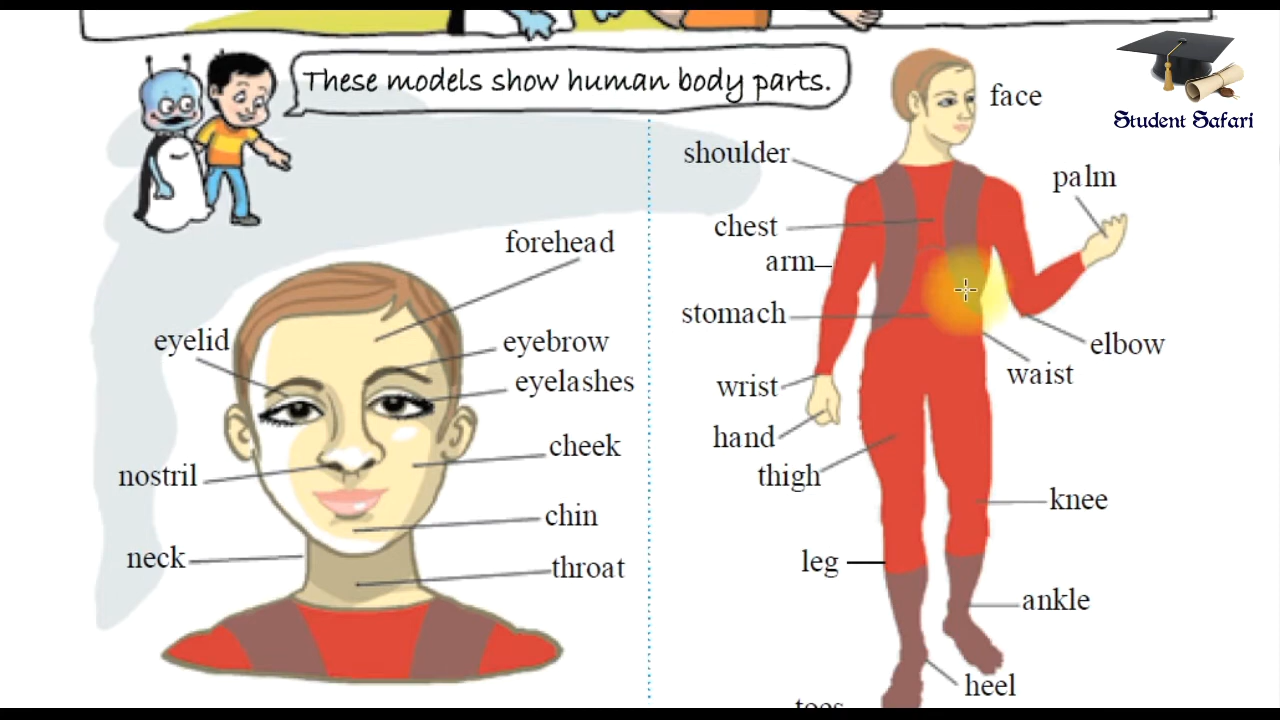 These models show human body parts.
Student Safari
forehead
eyelid
eyebrow
eyelashes
cheek
nostril
chin
neck
throat
face
shoulder
palm
chest
arm
stomach
elbow
waist
wrist
hand
thigh
knee
leg
ankle
heel
toes